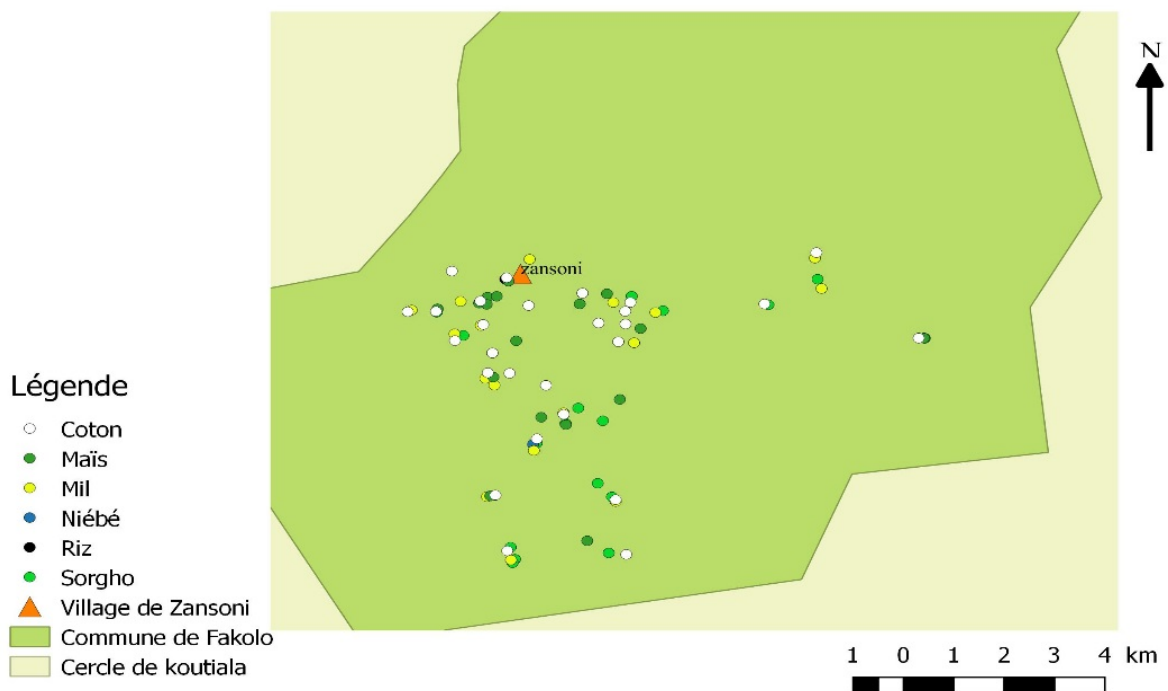 N
zansoni
Légende
Coton
Maïs
Mil
Niébé
Riz
Sorgho
Village de Zansoni
Commune de Fakolo
Cercle de koutiala
1 0 1 2 3 4 km